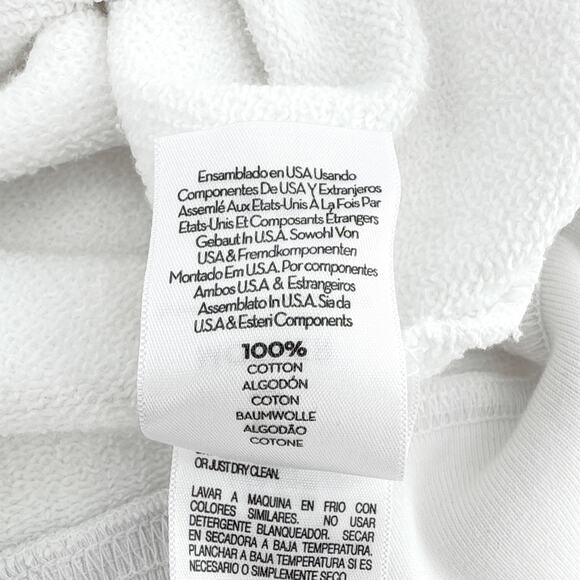 Ensamblado en USA Usando
Componentes De USA Y Extranjeros
Assemlé Aux Etats-Unis À La Fois Par
Etats-Unis Et Composants Étrangers
Gebaut In U.S.A. Sowohl Von
USA & Fremdkomponenten
Montado Em U.S.A. Por componentes
Ambos U.S.A & Estrangeiros
Assemblato In U.S.A. Sia da
U.S.A & Esteri Components
100%
COTTON
ALGODÓN
COTON
BAUMWOLLE
ALGODÃO
COTONE
OR JUST DRY CLEAN.
LAVAR A MAQUINA EN FRIO CON
COLORES SIMILARES. NO USAR
DETERGENTE BLANQUEADOR. SECAR
EN SECADORA A BAJA TEMPERATURA.
PLANCHAR A BAJA TEMPERATURA SI ES
NECESARIO O SIMPLEMENTE SECO